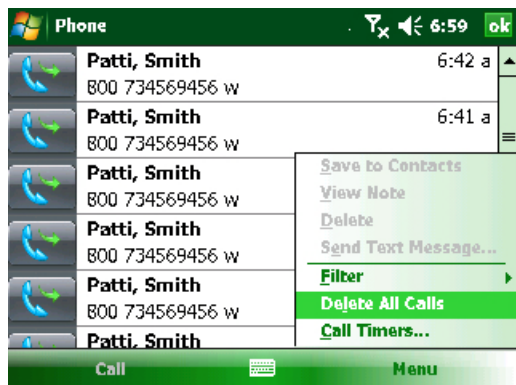 Phone 6:59 ok
Patti, Smith 6:42 a
800 734569456 w
Patti, Smith 6:41 a
800 734569456 w
Patti, Smith
800 734569456 w
Patti, Smith
800 734569456 w
Patti, Smith
800 734569456 w
Patti, Smith
Save to Contacts
View Note
Delete
Send Text Message...
Filter
Delete All Calls
Call Timers...
Call Menu